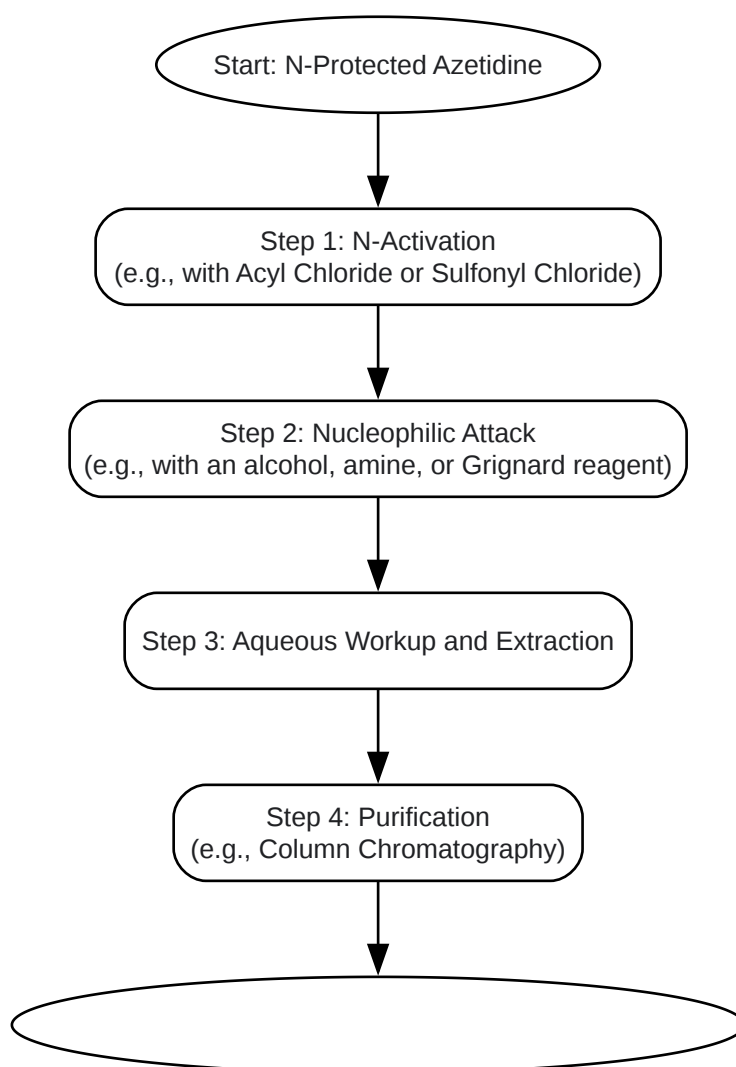 Start: N-Protected Azetidine
Step 1: N-Activation
(e.g., with Acyl Chloride or Sulfonyl Chloride)
Step 2: Nucleophilic Attack
(e.g., with an alcohol, amine, or Grignard reagent)
Step 3: Aqueous Workup and Extraction
Step 4: Purification
(e.g., Column Chromatography)